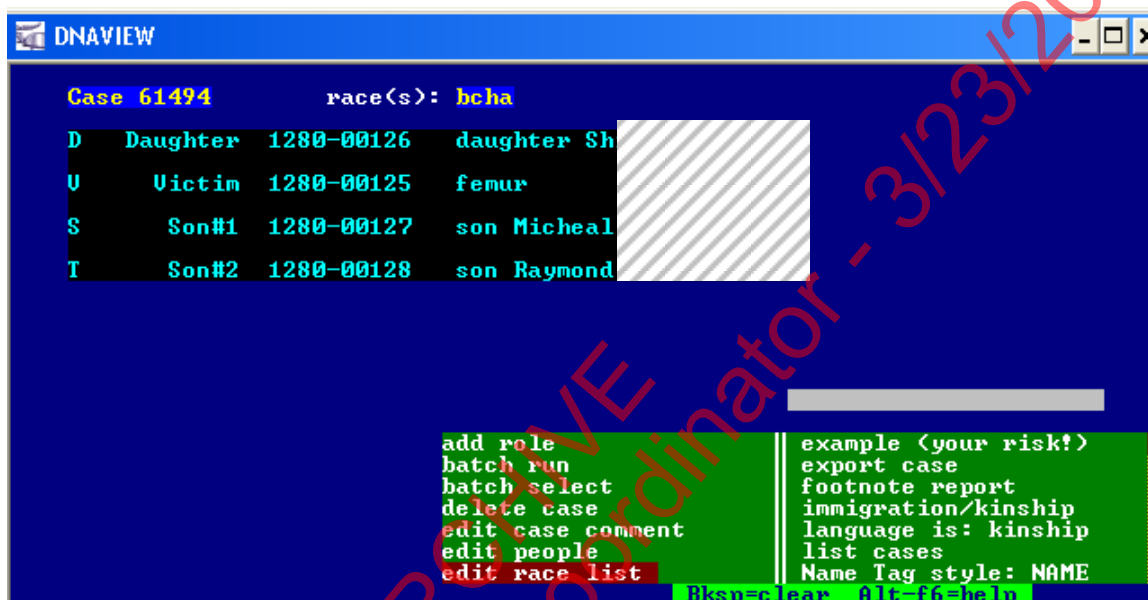 DNAVIEW
Case 61494 race(s): bcha
D Daughter 1280-00126 daughter Sh
V Victim 1280-00125 femur
S Son#1 1280-00127 son Micheal
T Son#2 1280-00128 son Raymond
add role
batch run
batch select
delete case
edit case comment
edit people
edit race list
example (your risk!)
export case
footnote report
immigration/kinship
language is: kinship
list cases
Name Tag style: NAME
Bksp=clear Alt-f6=help